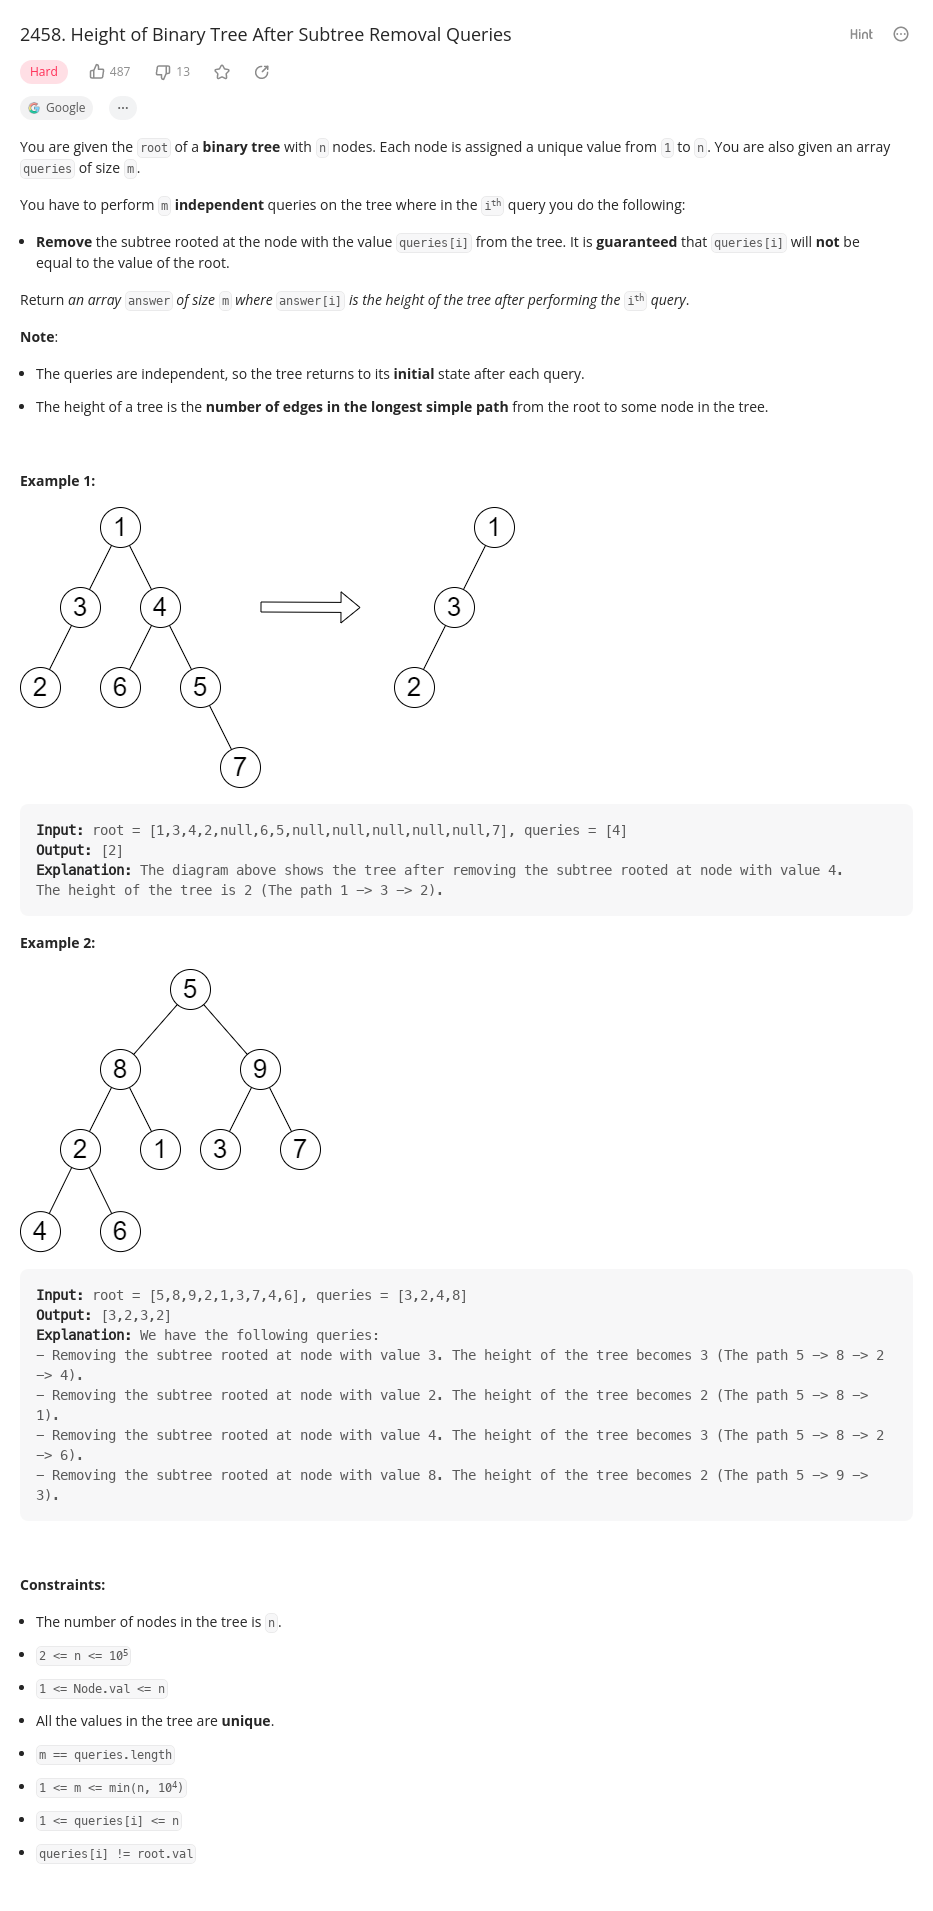 2458. Height of Binary Tree After Subtree Removal Queries
Hint
Hard 487 13
Google ...
You are given the root of a binary tree with n nodes. Each node is assigned a unique value from 1 to n. You are also given an array
queries of size m.
You have to perform m independent queries on the tree where in the iᵗʰ query you do the following:
• Remove the subtree rooted at the node with the value queries[i] from the tree. It is guaranteed that queries[i] will not be
equal to the value of the root.
Return an array answer of size m where answer[i] is the height of the tree after performing the iᵗʰ query.
Note:
• The queries are independent, so the tree returns to its initial state after each query.
• The height of a tree is the number of edges in the longest simple path from the root to some node in the tree.
Example 1:
1 1
3 4 3
2 6 5 2
7
Input: root = [1,3,4,2,null,6,5,null,null,null,null,null,7], queries = [4]
Output: [2]
Explanation: The diagram above shows the tree after removing the subtree rooted at node with value 4.
The height of the tree is 2 (The path 1 -> 3 -> 2).
Example 2:
5
8 9
2 1 3 7
4 6
Input: root = [5,8,9,2,1,3,7,4,6], queries = [3,2,4,8]
Output: [3,2,3,2]
Explanation: We have the following queries:
- Removing the subtree rooted at node with value 3. The height of the tree becomes 3 (The path 5 -> 8 -> 2
-> 4).
- Removing the subtree rooted at node with value 2. The height of the tree becomes 2 (The path 5 -> 8 ->
1).
- Removing the subtree rooted at node with value 4. The height of the tree becomes 3 (The path 5 -> 8 -> 2
-> 6).
- Removing the subtree rooted at node with value 8. The height of the tree becomes 2 (The path 5 -> 9 ->
3).
Constraints:
• The number of nodes in the tree is n.
• 2 <= n <= 10⁵
• 1 <= Node.val <= n
• All the values in the tree are unique.
• m == queries.length
• 1 <= m <= min(n, 10⁴)
• 1 <= queries[i] <= n
• queries[i] != root.val